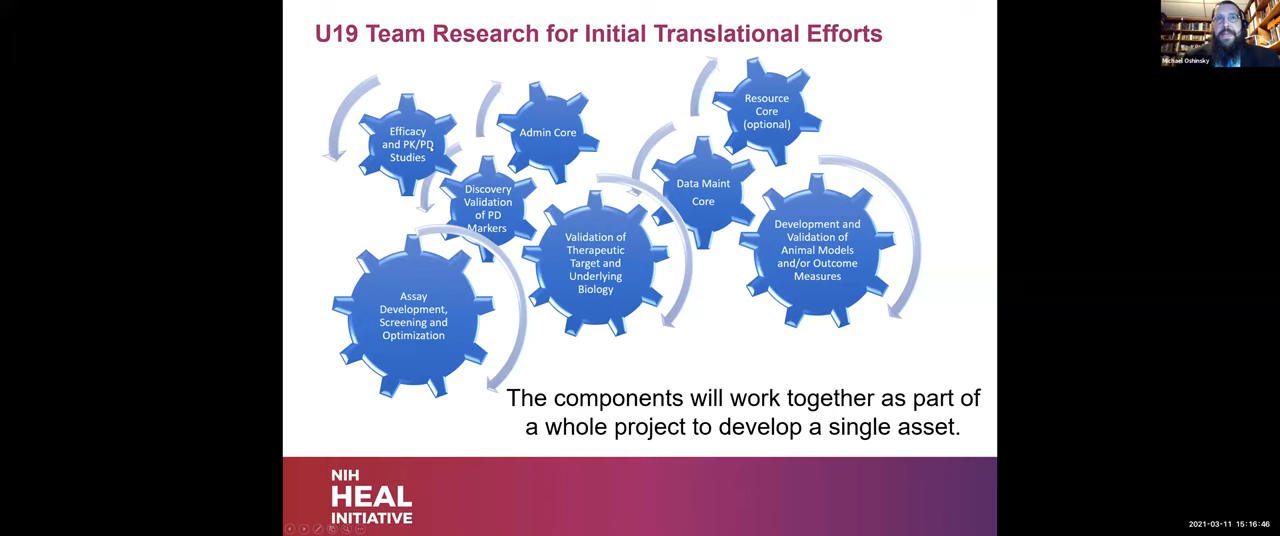 U19 Team Research for Initial Translational Efforts
Michael Oshinsky
Efficacy
and PK/PD
Studies
Admin Core
Resource
Core
(optional)
Discovery
Validation
of PD
Markers
Data Maint
Core
Validation of
Therapeutic
Target and
Underlying
Biology
Development and
Validation of
Animal Models
and/or Outcome
Measures
Assay
Development,
Screening and
Optimization
The components will work together as part of
a whole project to develop a single asset.
NIH
HEAL
INITIATIVE
2021-03-11 15:16:46